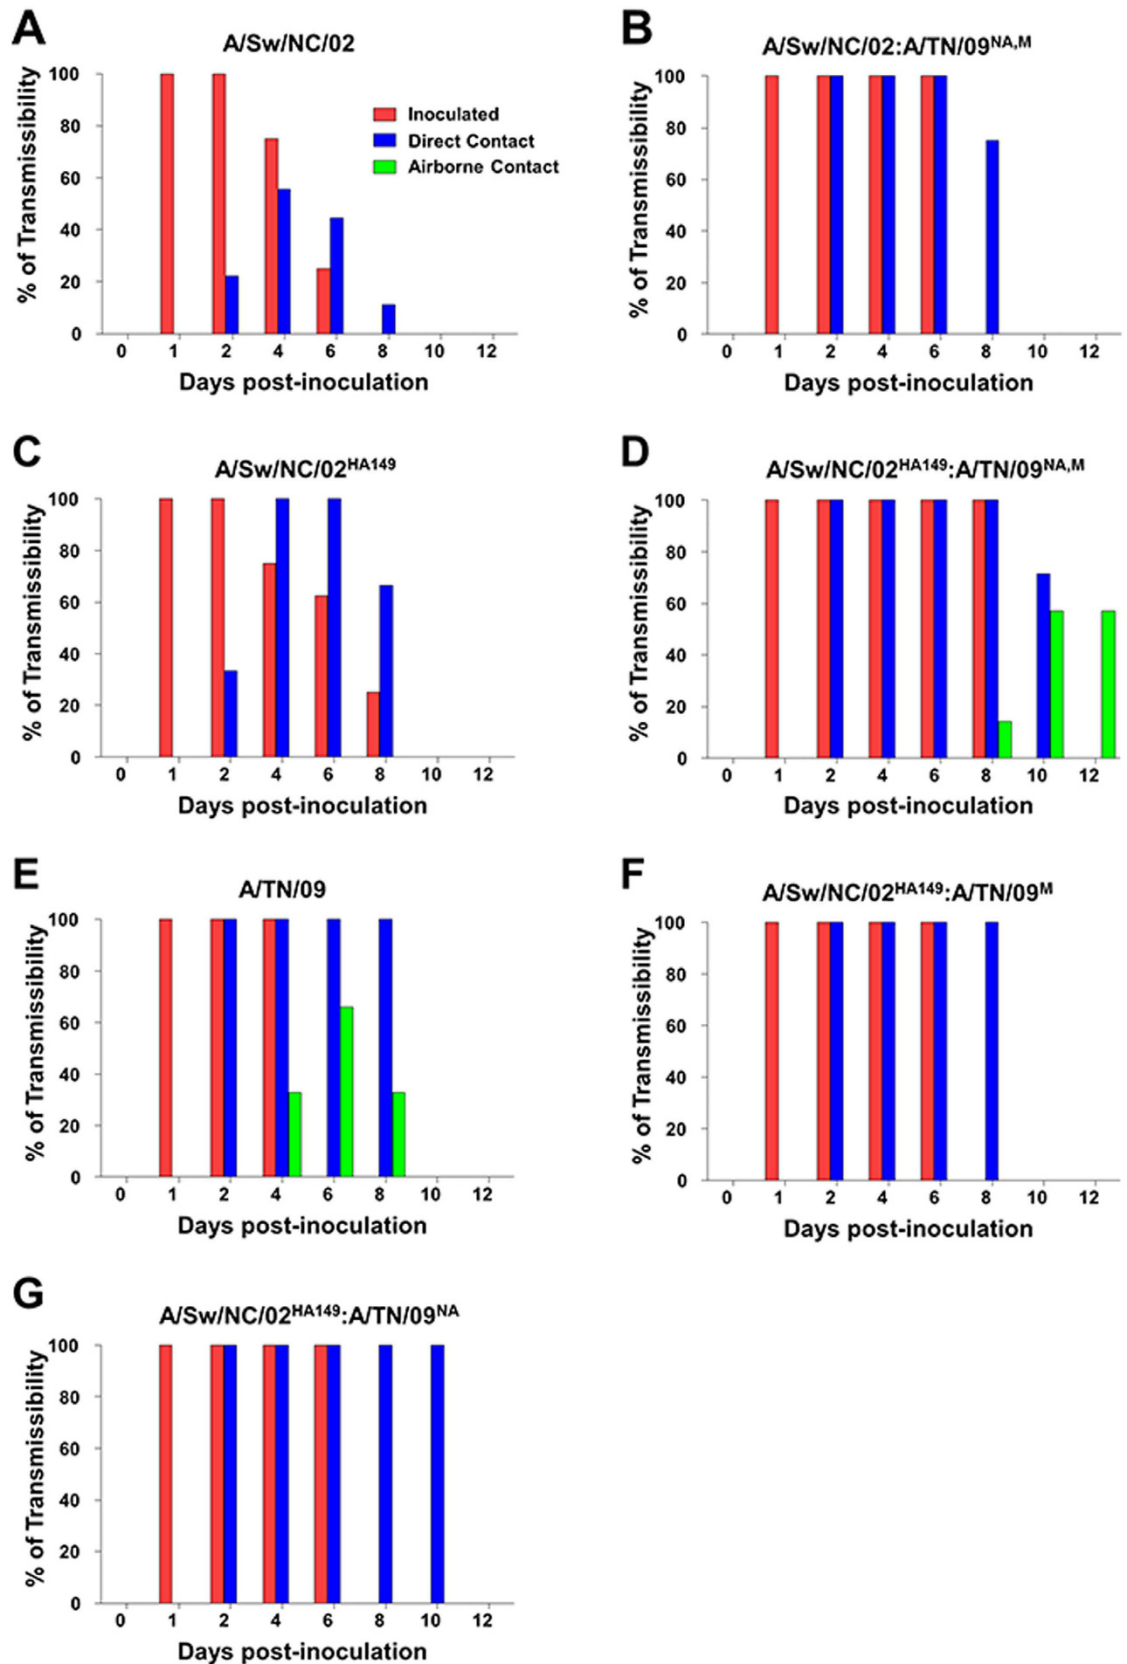 A
A/Sw/NC/02
% of Transmissibility
100
80
60
40
20
0
Inoculated
Direct Contact
Airborne Contact
0 1 2 4 6 8 10 12
Days post-inoculation
B
A/Sw/NC/02:A/TN/09NA,M
% of Transmissibility
100
80
60
40
20
0
0 1 2 4 6 8 10 12
Days post-inoculation
C
A/Sw/NC/02HA149
% of Transmissibility
100
80
60
40
20
0
0 1 2 4 6 8 10 12
Days post-inoculation
D
A/Sw/NC/02HA149:A/TN/09NA,M
% of Transmissibility
100
80
60
40
20
0
0 1 2 4 6 8 10 12
Days post-inoculation
E
A/TN/09
% of Transmissibility
100
80
60
40
20
0
0 1 2 4 6 8 10 12
Days post-inoculation
F
A/Sw/NC/02HA149:A/TN/09M
% of Transmissibility
100
80
60
40
20
0
0 1 2 4 6 8 10 12
Days post-inoculation
G
A/Sw/NC/02HA149:A/TN/09NA
% of Transmissibility
100
80
60
40
20
0
0 1 2 4 6 8 10 12
Days post-inoculation